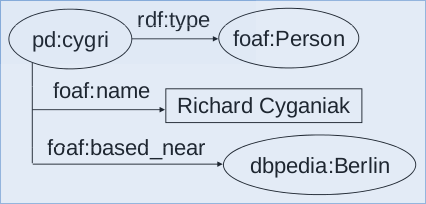 rdf:type
pd:cygri
foaf:Person
foaf:name
Richard Cyganiak
foaf:based_near
dbpedia:Berlin